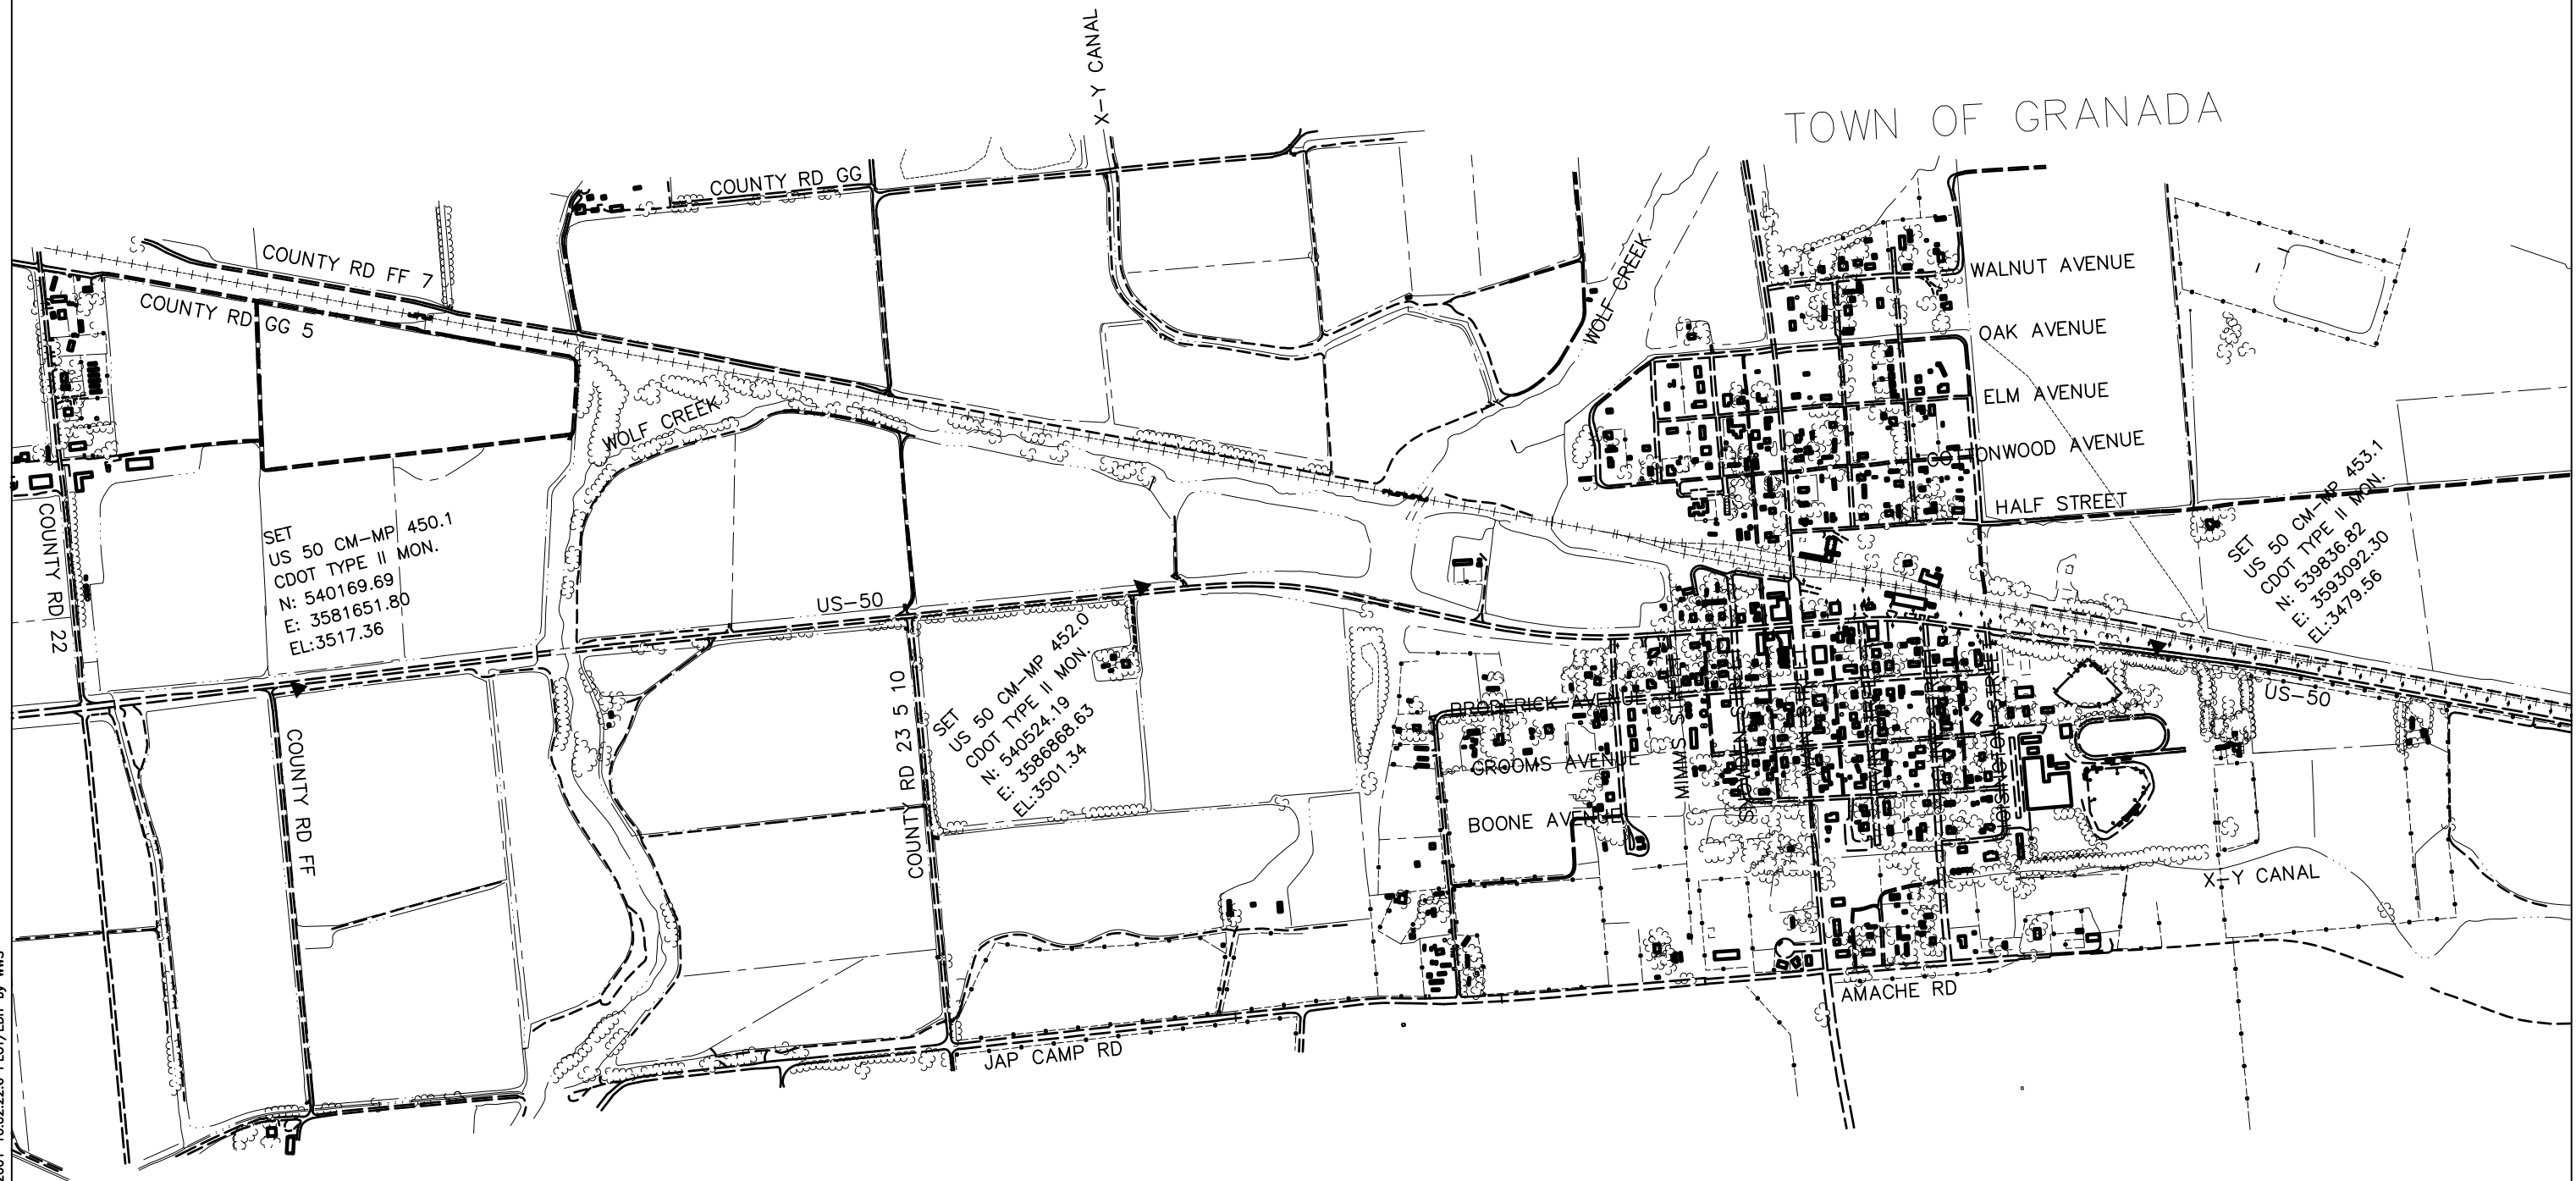 X-Y CANAL
TOWN OF GRANADA
COUNTY RD GG
COUNTY RD FF 7
COUNTY RD GG 5
WOLF CREEK
WALNUT AVENUE
OAK AVENUE
ELM AVENUE
COTTONWOOD AVENUE
HALF STREET
WOLF CREEK
COUNTY RD 22
SET
US 50 CM-MP 450.1
CDOT TYPE II MON.
N: 540169.69
E: 3581651.80
EL:3517.36
US-50
SET
US 50 CM-MP 453.1
CDOT TYPE II MON.
N: 539836.82
E: 3593092.30
EL:3479.56
SET
US 50 CM-MP 452.0
CDOT TYPE II MON.
N: 540524.19
E: 3586868.63
EL:3501.34
COUNTY RD 23 5 10
COUNTY RD FF
US-50
BRODERICK AVENUE
GROOMS AVENUE
BOONE AVENUE
MIMMS
HOISINGTON
X-Y CANAL
AMACHE RD
JAP CAMP RD